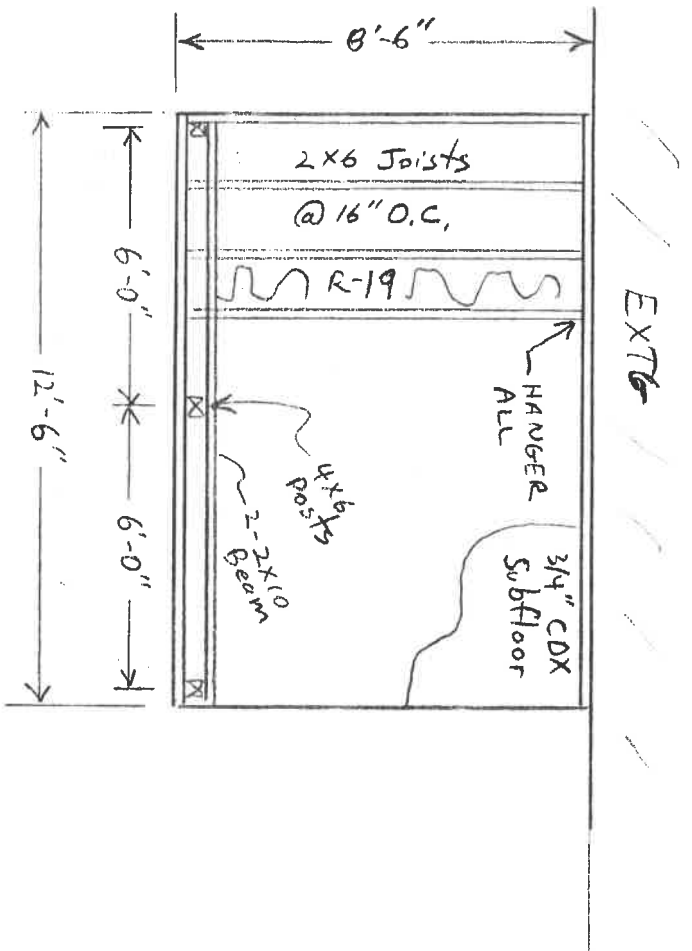 8'-6"
2x6 Joists
@ 16" O.C.
R-19
EXT'G
HANGER
ALL
3/4" CDX
Subfloor
4x6
posts
2-2x10
Beam
6'-0"
6'-0"
12'-6"